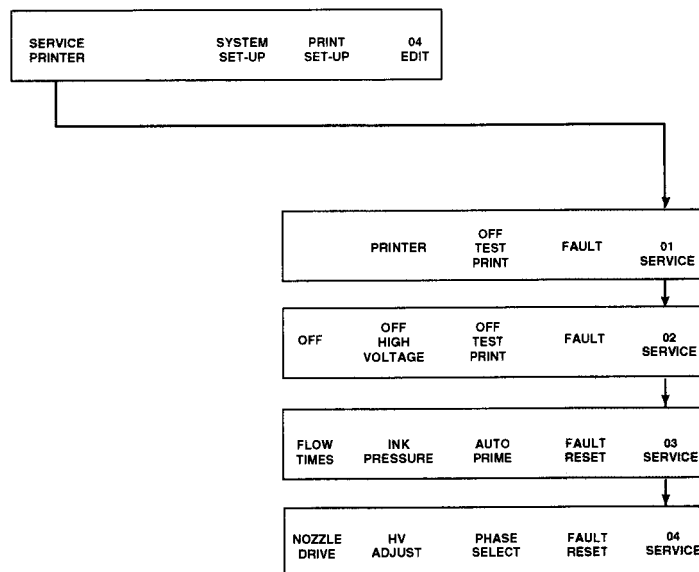 SERVICE PRINTER SYSTEM SET-UP PRINT SET-UP 04 EDIT
PRINTER OFF TEST PRINT FAULT 01 SERVICE
OFF OFF HIGH VOLTAGE OFF TEST PRINT FAULT 02 SERVICE
FLOW TIMES INK PRESSURE AUTO PRIME FAULT RESET 03 SERVICE
NOZZLE DRIVE HV ADJUST PHASE SELECT FAULT RESET 04 SERVICE